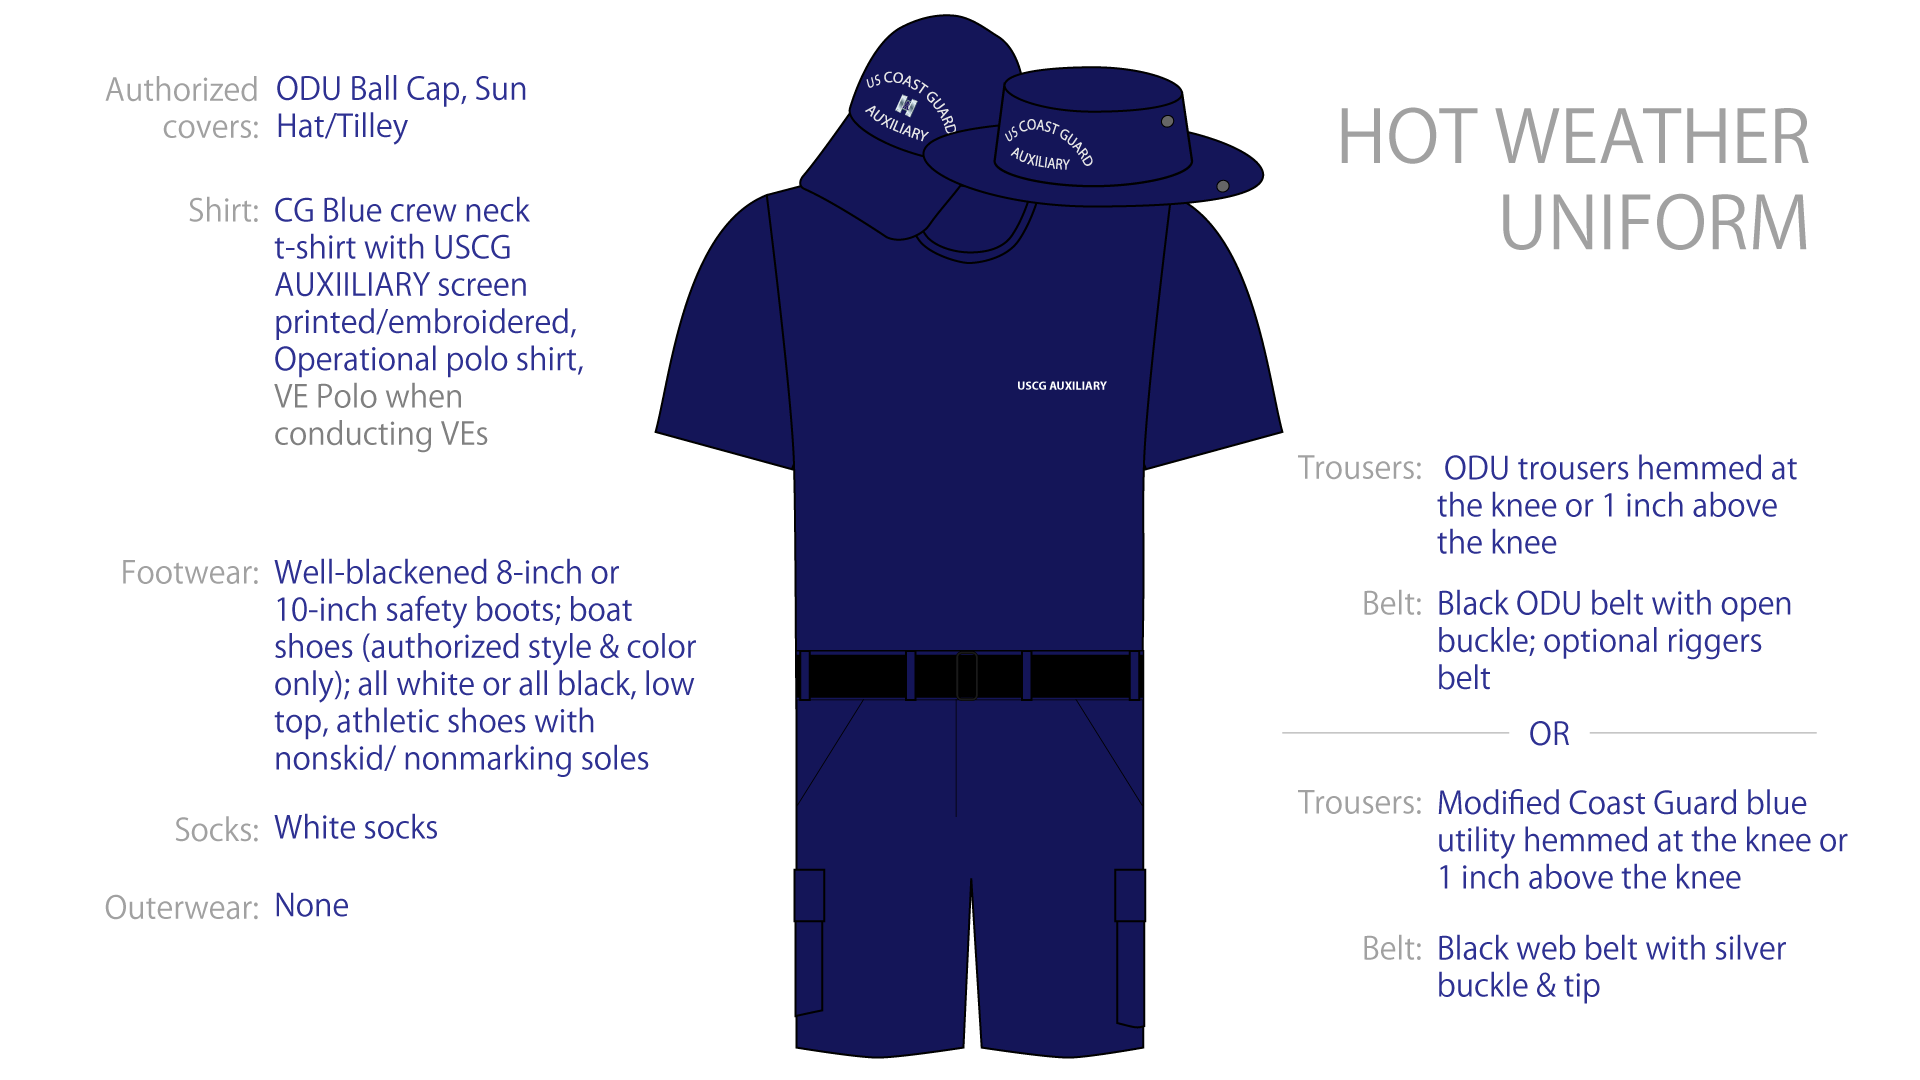 US COAST GUARD
AUXILIARY
US COAST GUARD
AUXILIARY
HOT WEATHER
UNIFORM
Authorized
covers:
ODU Ball Cap, Sun
Hat/Tilley
Shirt:
CG Blue crew neck
t-shirt with USCG
AUXIILIARY screen
printed/embroidered,
Operational polo shirt,
VE Polo when
conducting VEs
USCG AUXILIARY
Footwear:
Well-blackened 8-inch or
10-inch safety boots; boat
shoes (authorized style & color
only); all white or all black, low
top, athletic shoes with
nonskid/ nonmarking soles
Socks:
White socks
Outerwear:
None
Trousers:
ODU trousers hemmed at
the knee or 1 inch above
the knee
Belt:
Black ODU belt with open
buckle; optional riggers
belt
OR
Trousers:
Modified Coast Guard blue
utility hemmed at the knee or
1 inch above the knee
Belt:
Black web belt with silver
buckle & tip